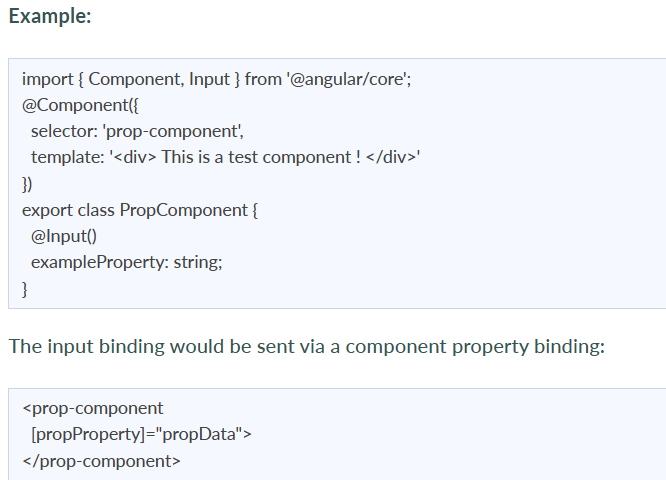 Example:
import { Component, Input } from '@angular/core';
@Component({
selector: 'prop-component',
template: '<div> This is a test component ! </div>'
})
export class PropComponent {
@Input()
exampleProperty: string;
}
The input binding would be sent via a component property binding:
<prop-component
[propProperty]="propData">
</prop-component>